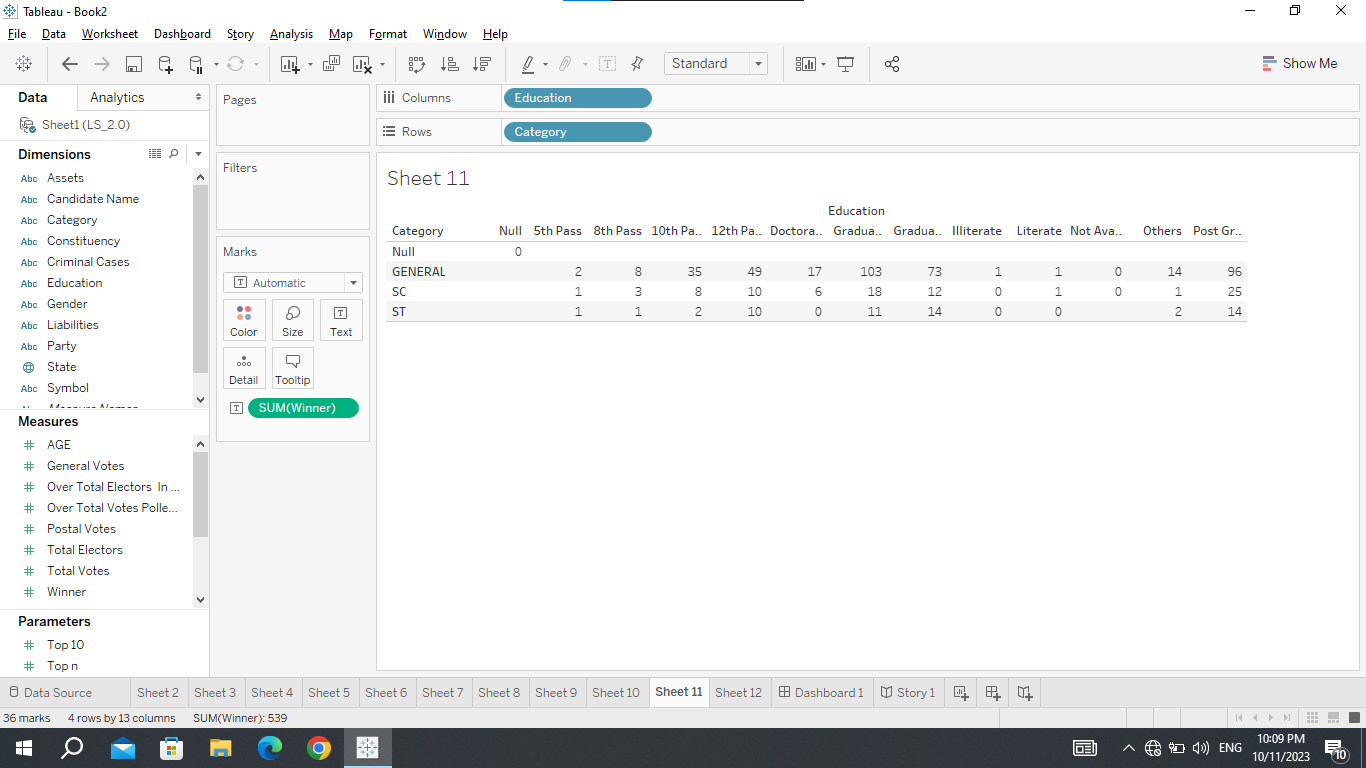 Tableau - Book2
File Data Worksheet Dashboard Story Analysis Map Format Window Help
Standard
Show Me
Data Analytics
Sheet1 (LS_2.0)
Dimensions
Abc Assets
Abc Candidate Name
Abc Category
Abc Constituency
Abc Criminal Cases
Abc Education
Abc Gender
Abc Liabilities
Abc Party
State
Abc Symbol
Measure Names
Measures
# AGE
# General Votes
# Over Total Electors In ...
# Over Total Votes Polle...
# Postal Votes
# Total Electors
# Total Votes
# Winner
Parameters
# Top 10
# Top n
Pages
Filters
Marks
T Automatic
Color Size Text
Detail Tooltip
T SUM(Winner)
Columns Education
Rows Category
Sheet 11
Education
Category Null 5th Pass 8th Pass 10th Pa.. 12th Pa.. Doctora.. Gradua.. Gradua.. Illiterate Literate Not Ava.. Others Post Gr..
Null 0
GENERAL 2 8 35 49 17 103 73 1 1 0 14 96
SC 1 3 8 10 6 18 12 0 1 0 1 25
ST 1 1 2 10 0 11 14 0 0 2 14
Data Source Sheet 2 Sheet 3 Sheet 4 Sheet 5 Sheet 6 Sheet 7 Sheet 8 Sheet 9 Sheet 10 Sheet 11 Sheet 12 Dashboard 1 Story 1
36 marks 4 rows by 13 columns SUM(Winner): 539
ENG
10:09 PM
10/11/2023
10